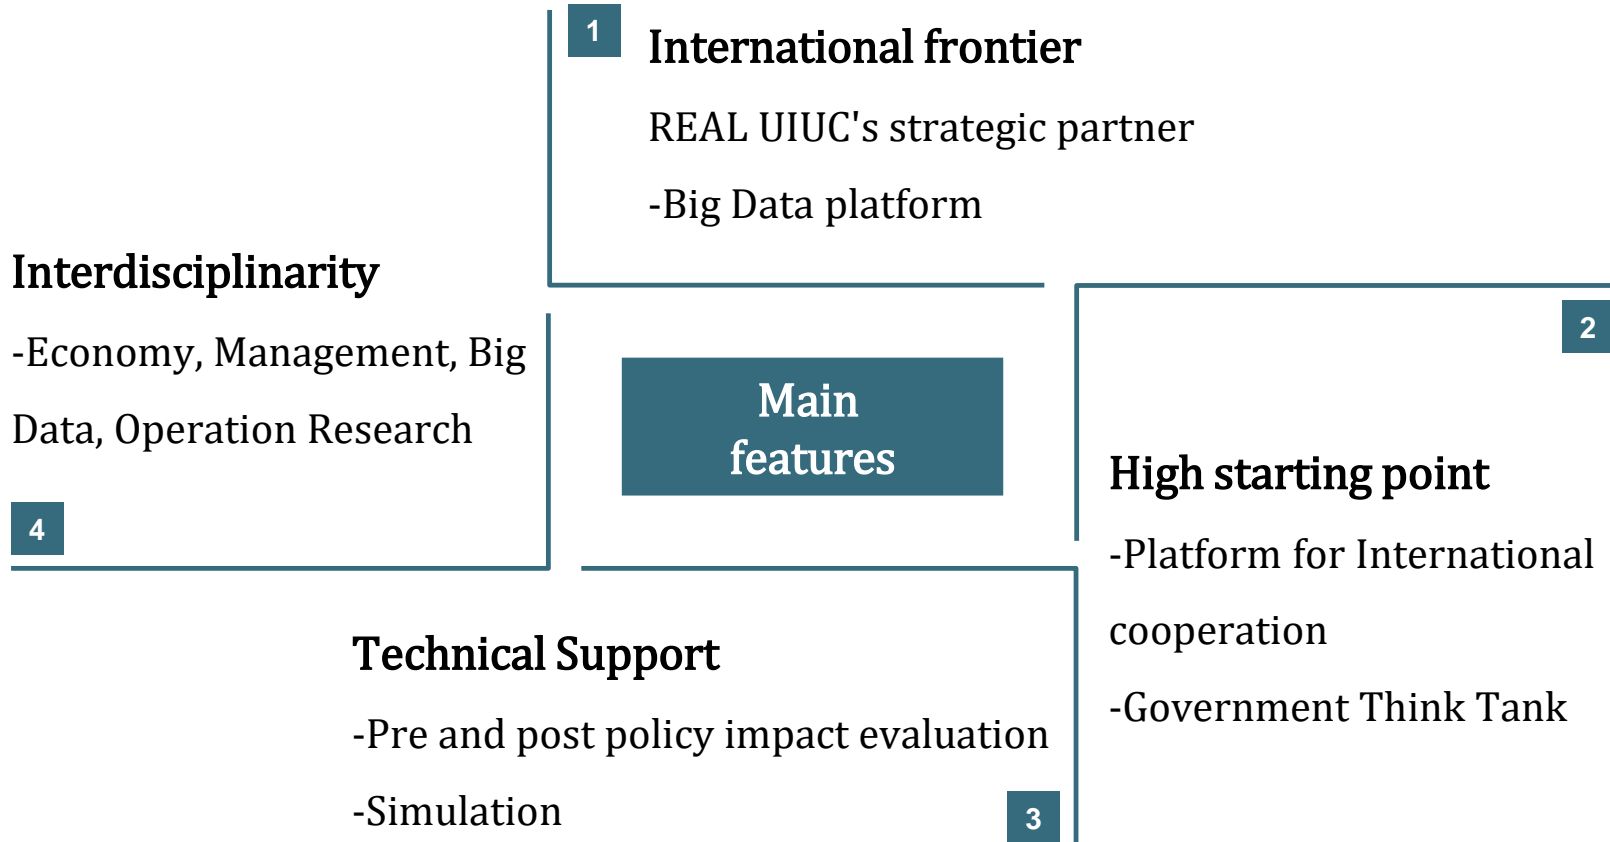 1
International frontier
REAL UIUC's strategic partner
-Big Data platform
2
High starting point
-Platform for International
cooperation
-Government Think Tank
3
Technical Support
-Pre and post policy impact evaluation
-Simulation
4
Interdisciplinarity
-Economy, Management, Big
Data, Operation Research
Main
features